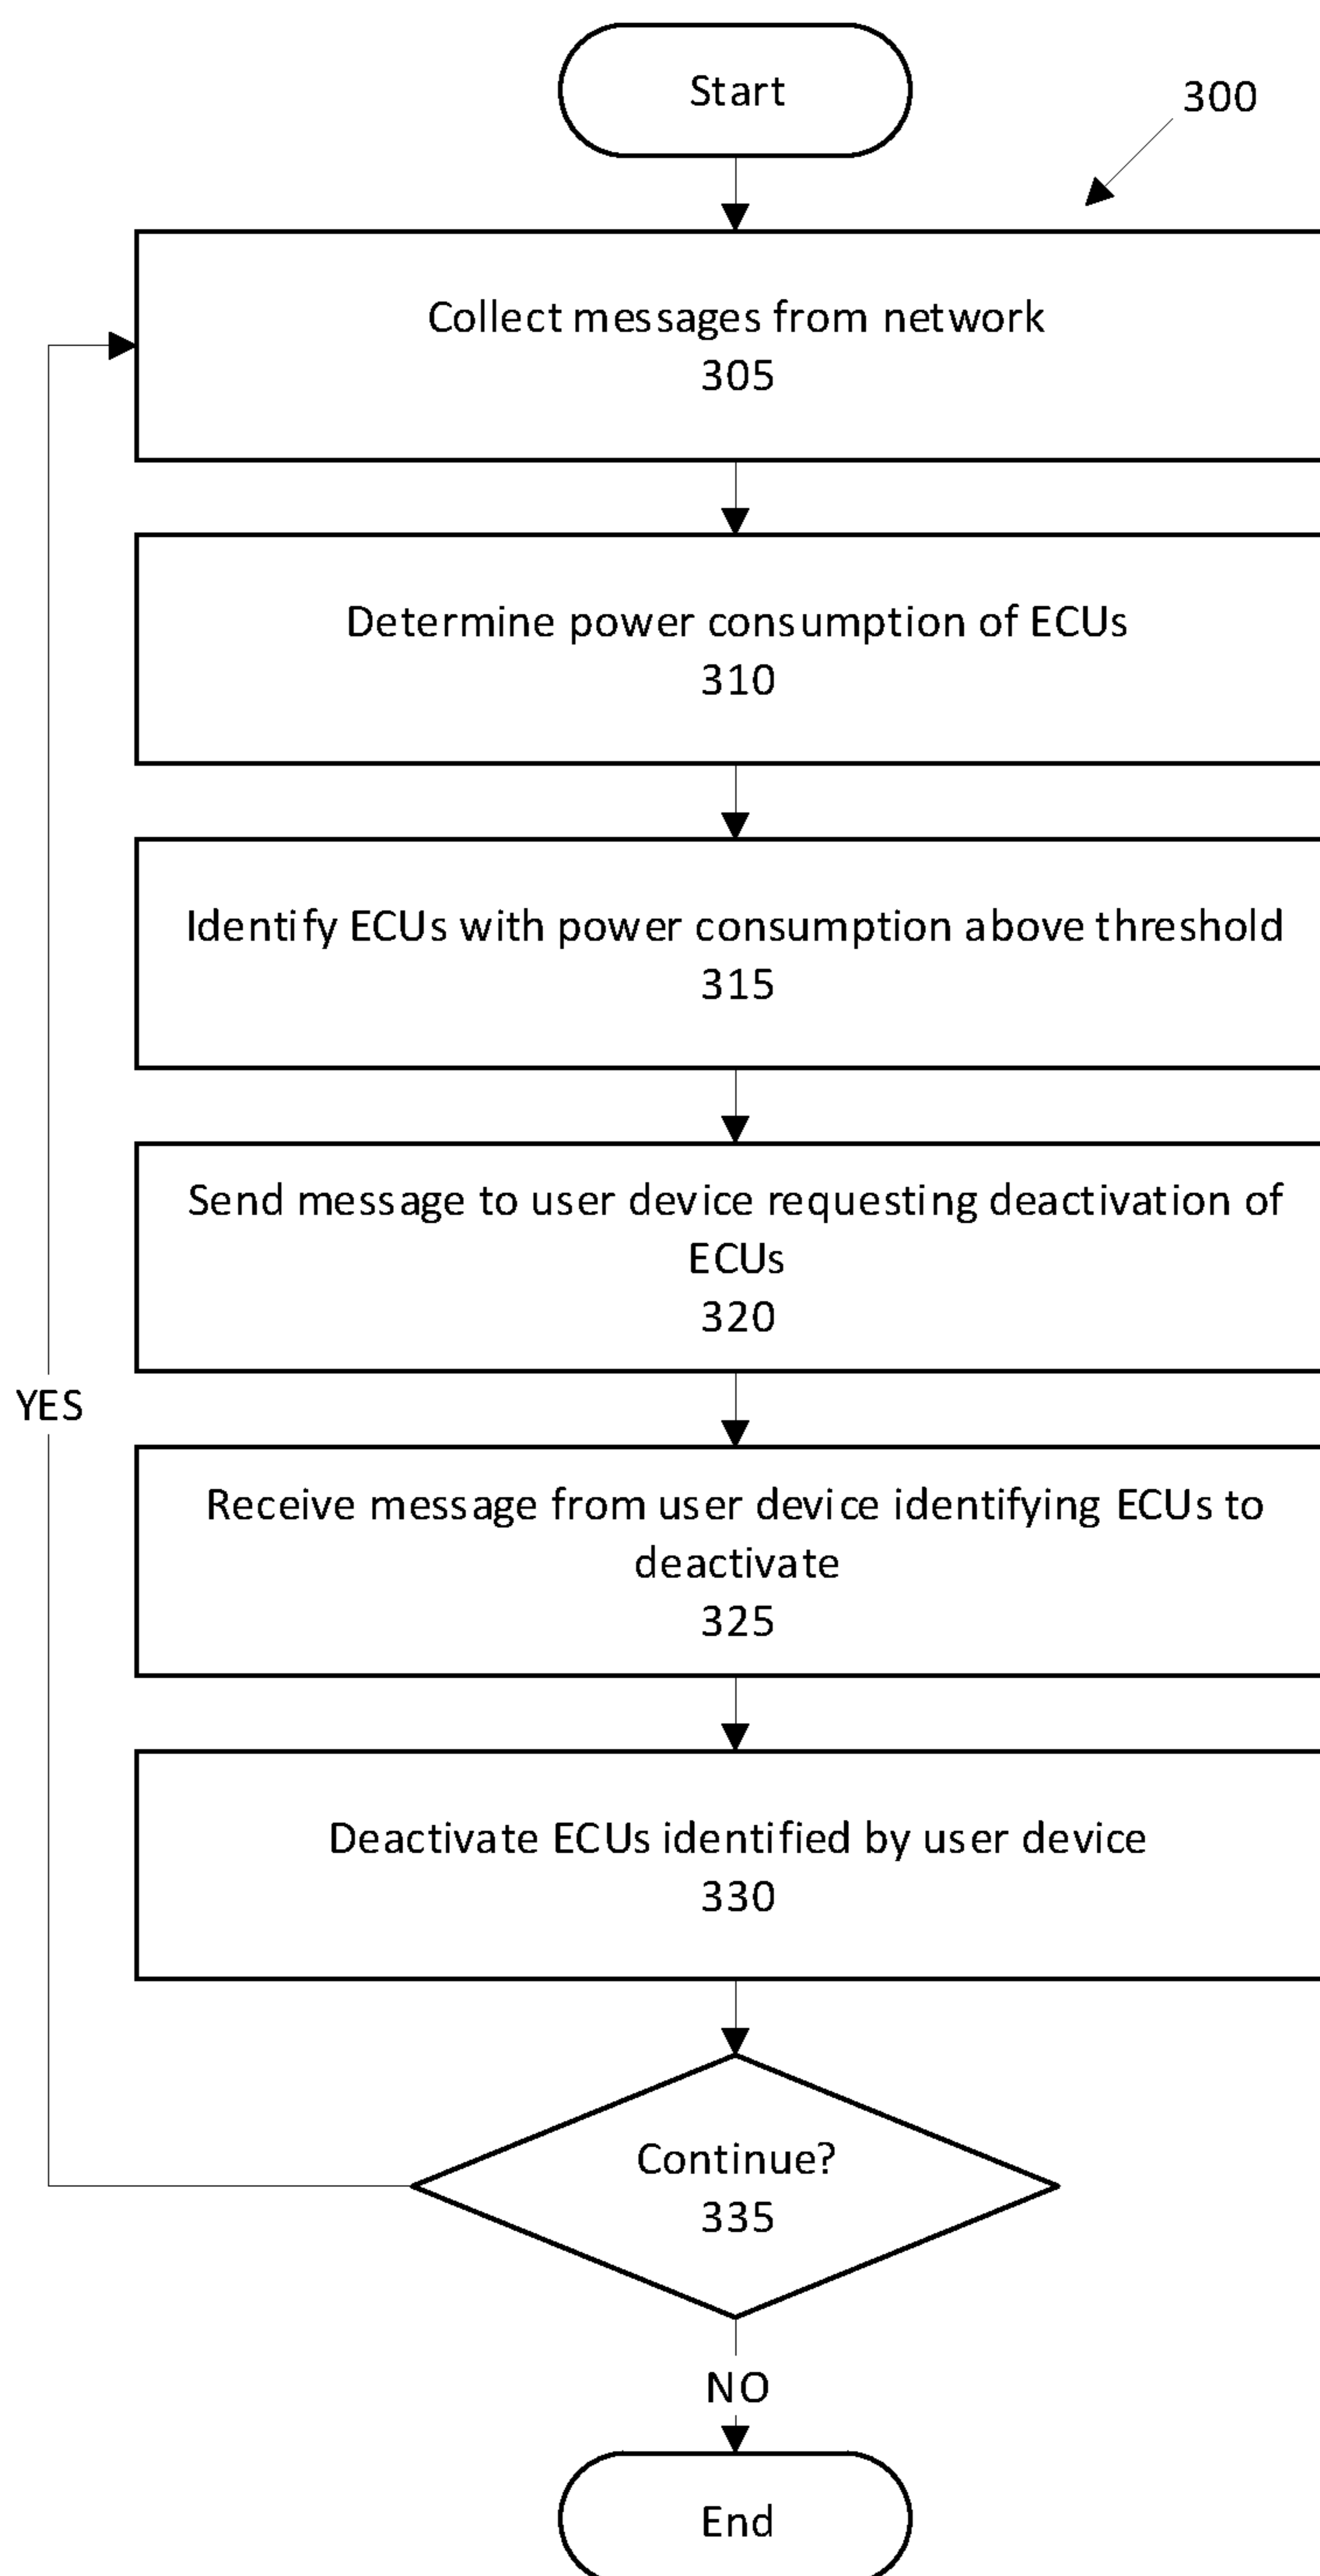 Start
300
Collect messages from network
305
Determine power consumption of ECUs
310
Identify ECUs with power consumption above threshold
315
Send message to user device requesting deactivation of
ECUs
320
YES
Receive message from user device identifying ECUs to
deactivate
325
Deactivate ECUs identified by user device
330
Continue?
335
NO
End